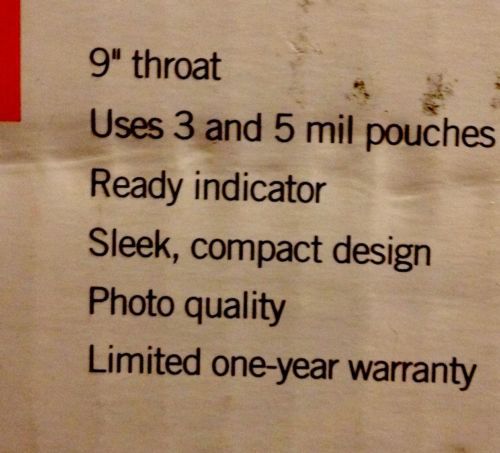 9" throat
Uses 3 and 5 mil pouches
Ready indicator
Sleek, compact design
Photo quality
Limited one-year warranty